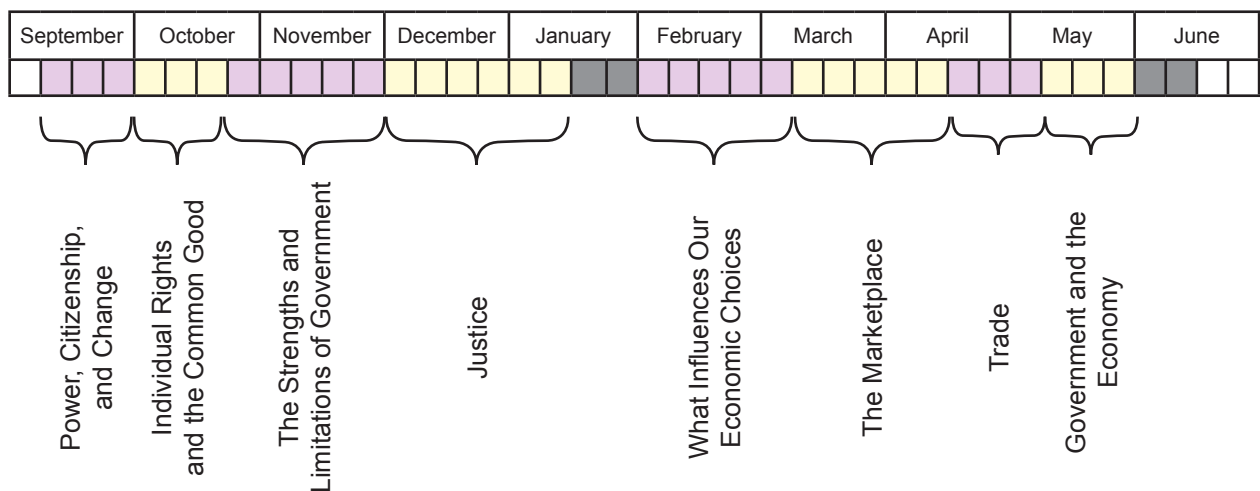 September
October
November
December
January
February
March
April
May
June
Power, Citizenship,
and Change
Individual Rights
and the Common Good
The Strengths and
Limitations of Government
Justice
What Influences Our
Economic Choices
The Marketplace
Trade
Government and the
Economy